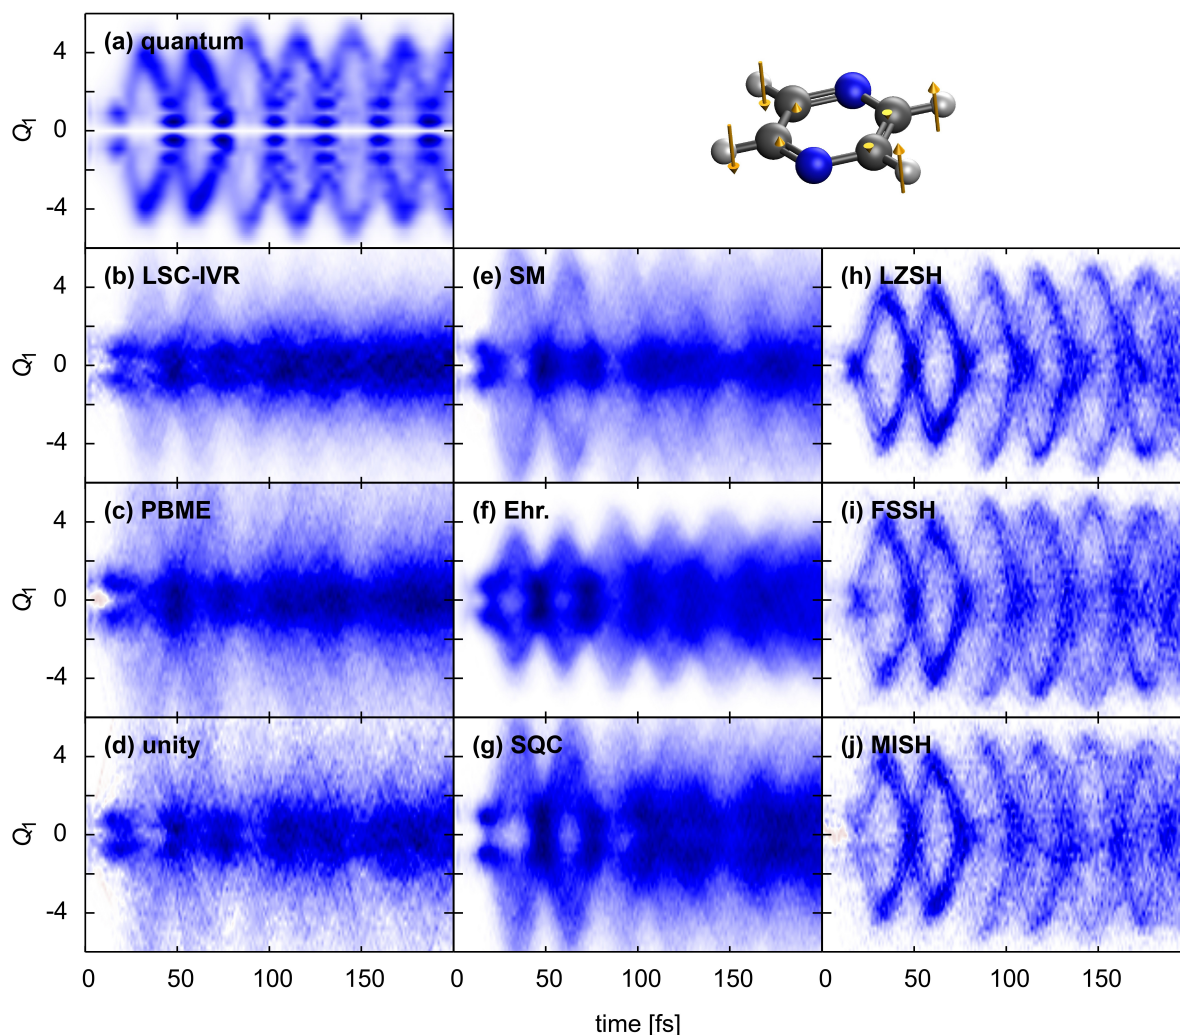 (a) quantum
4
0
-4
Q1
(b) LSC-IVR
(e) SM
(h) LZSH
4
0
-4
Q1
(c) PBME
(f) Ehr.
(i) FSSH
4
0
-4
Q1
(d) unity
(g) SQC
(j) MISH
4
0
-4
Q1
0 50 100 150 0 50 100 150 0 50 100 150
time [fs]